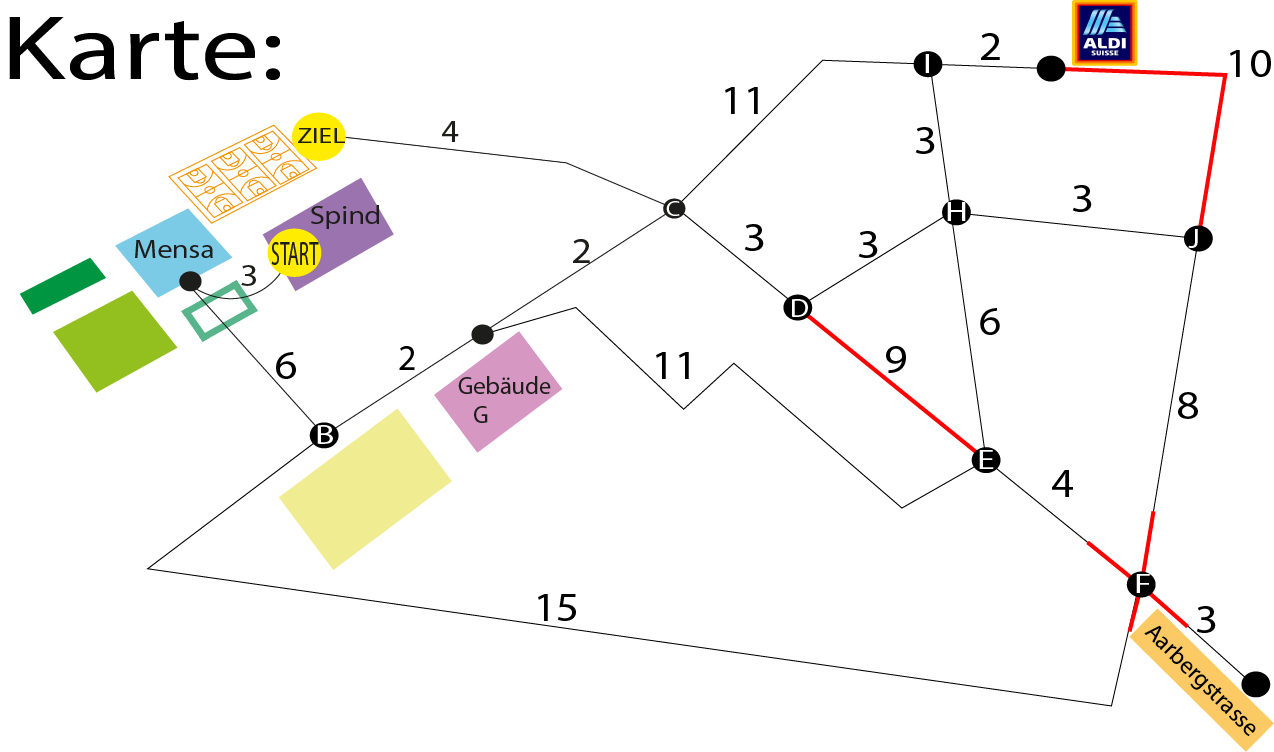 Karte:
ALDI
SUISSE
I
2
10
11
ZIEL
4
3
Spind
C
H
3
Mensa
START
3
2
3
3
D
J
6
2
11
9
6
Gebäude
G
8
B
E
4
15
F
3
Aarbergstrasse